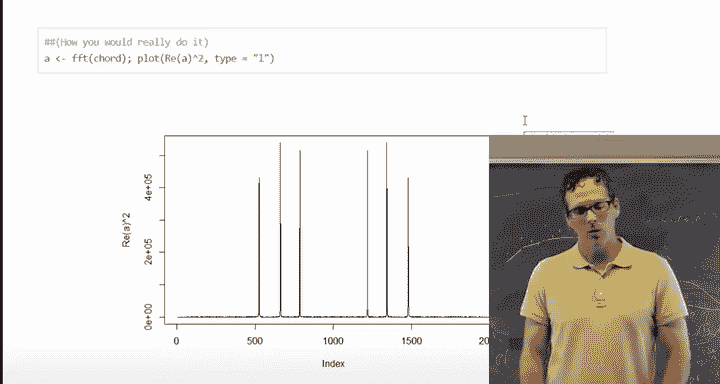 ##(How you would really do it)
a <- fft(chord); plot(Re(a)^2, type = "l")
4e+05
Re(a)^2
2e+05
0e+00
0
500
1000
1500
Index